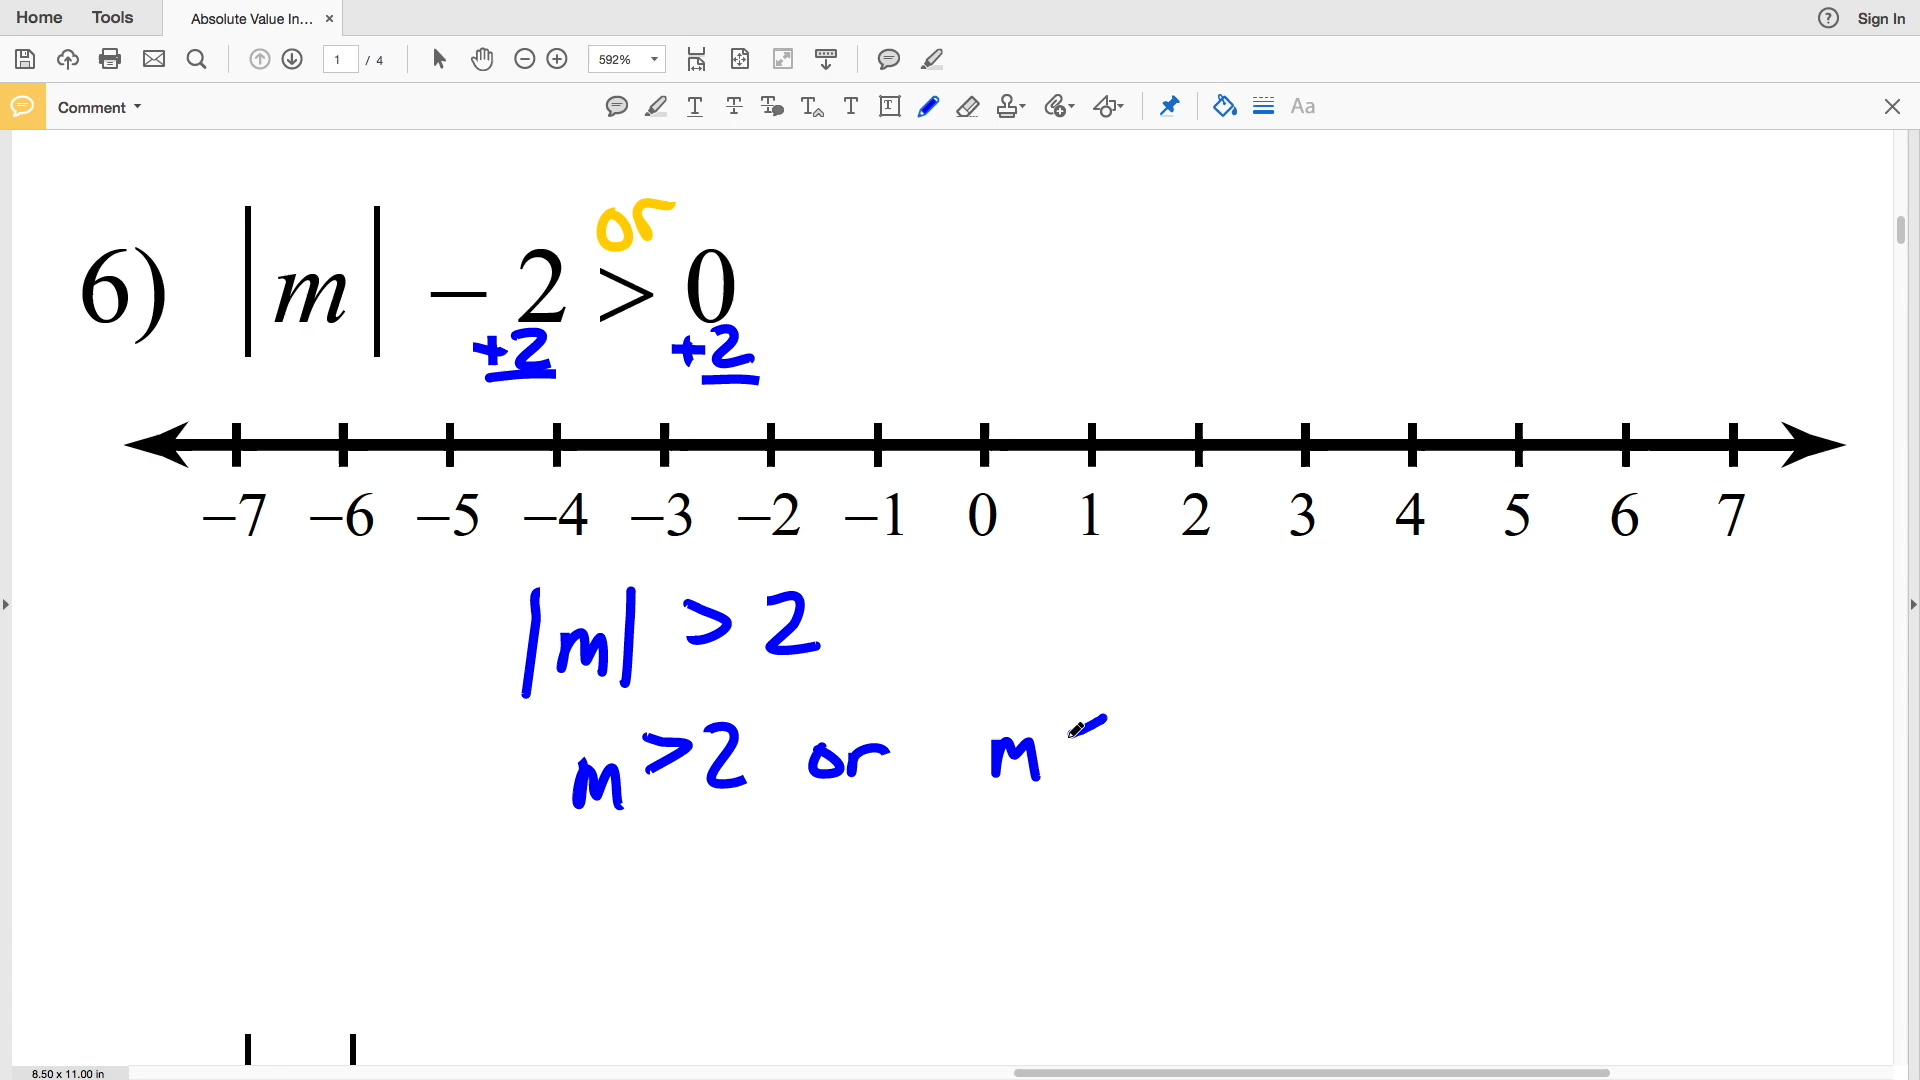 Home Tools Absolute Value In... × ? Sign In
1 / 4 592%
Comment Aa
or
6) |m| − 2 > 0
+2 +2
−7 −6 −5 −4 −3 −2 −1 0 1 2 3 4 5 6 7
|m| > 2
m > 2 or m
8.50 x 11.00 in